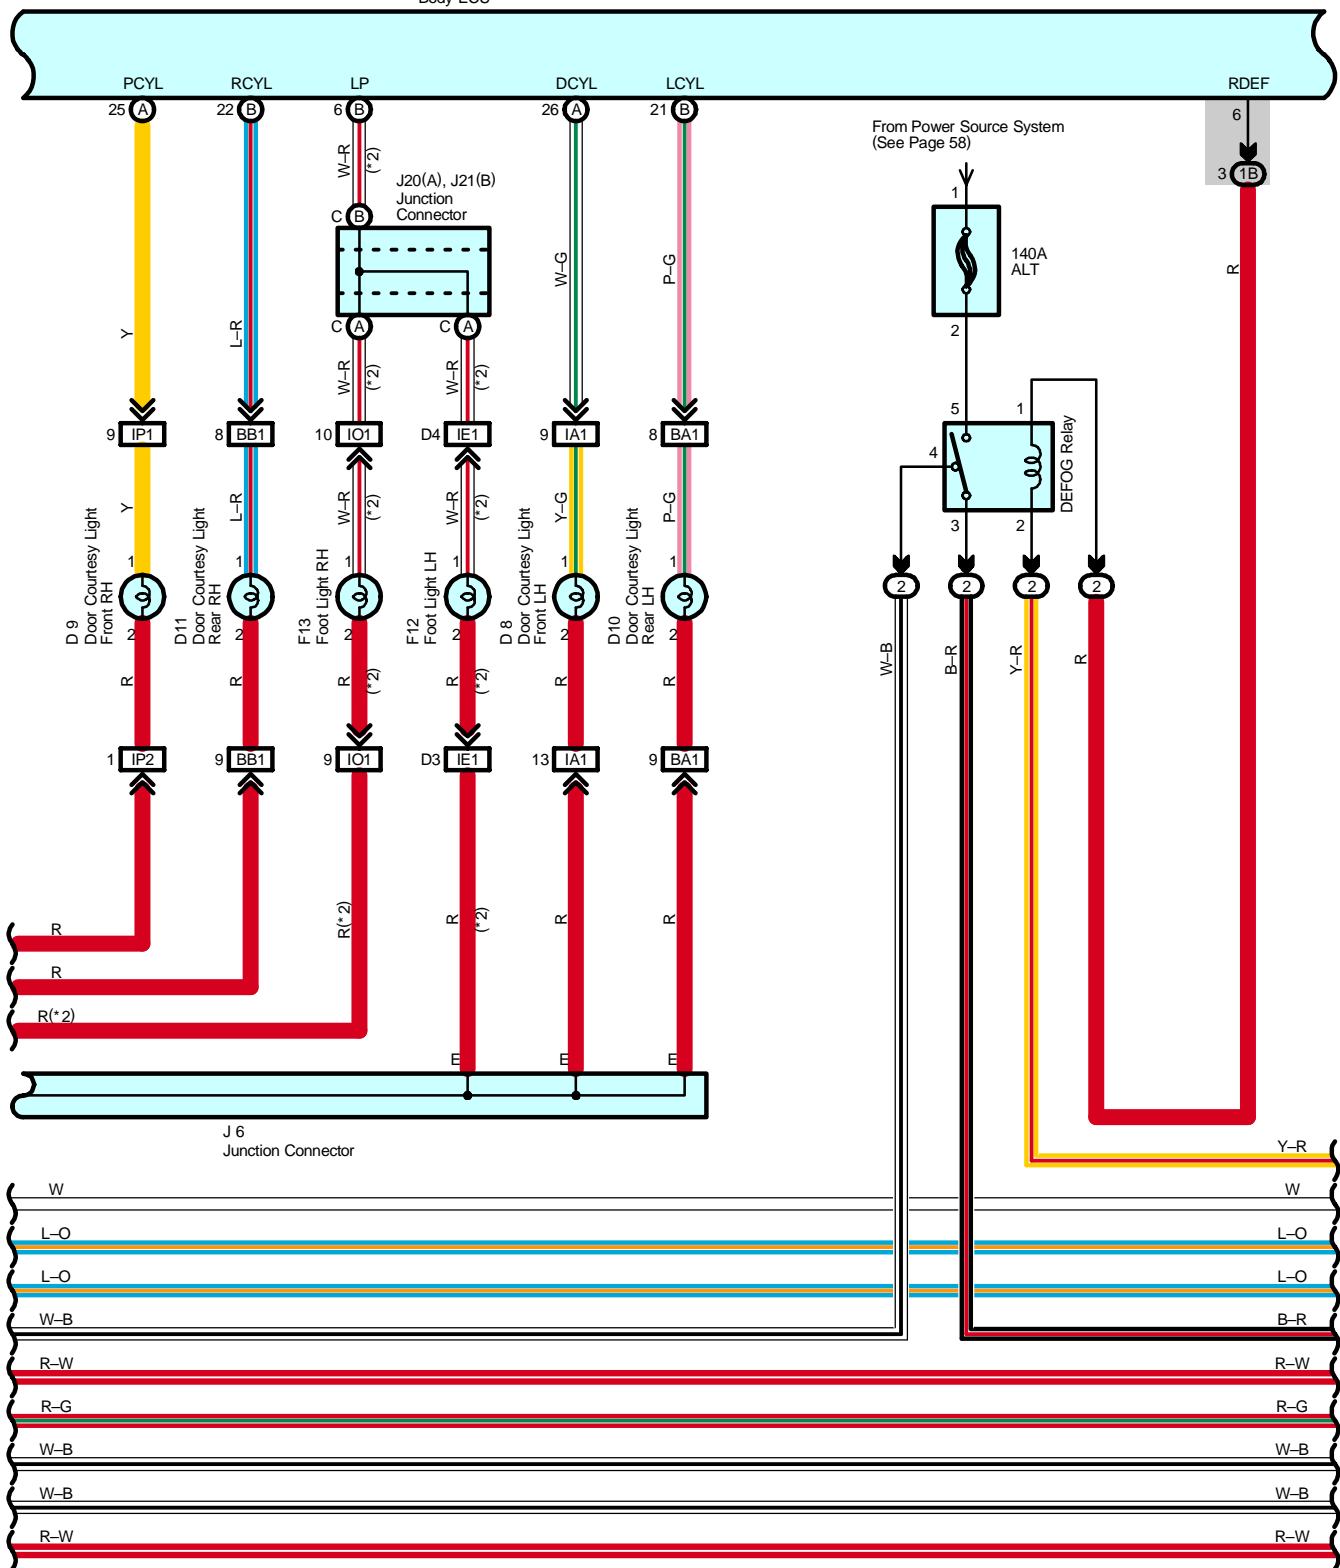 Body ECU
PCYL
RCYL
LP
DCYL
LCYL
RDEF
25 A
22 B
6 B
26 A
21 B
6
3 1B
From Power Source System
(See Page 58)
W–R
(*2)
J20(A), J21(B)
Junction
Connector
C B
C A
C A
1
140A
ALT
2
Y
L–R
W–R
(*2)
W–R
(*2)
W–G
P–G
R
9 IP1
8 BB1
10 IO1
D4 IE1
9 IA1
8 BA1
5
1
4
3
2
DEFOG Relay
Y
L–R
W–R
(*2)
W–R
(*2)
Y–G
P–G
1
1
1
1
1
1
D 9
Door Courtesy Light
Front RH
D11
Door Courtesy Light
Rear RH
F13
Foot Light RH
F12
Foot Light LH
D 8
Door Courtesy Light
Front LH
D10
Door Courtesy Light
Rear LH
2
2
2
2
2
2
2
2
2
2
W–B
B–R
Y–R
R
R
R
R
(*2)
R
(*2)
R
R
1 IP2
9 BB1
9 IO1
D3 IE1
13 IA1
9 BA1
R(*2)
R
(*2)
R
R
R
R
R(*2)
E
E
E
J 6
Junction Connector
Y–R
W
W
L–O
L–O
L–O
L–O
W–B
B–R
R–W
R–W
R–G
R–G
W–B
W–B
W–B
W–B
R–W
R–W